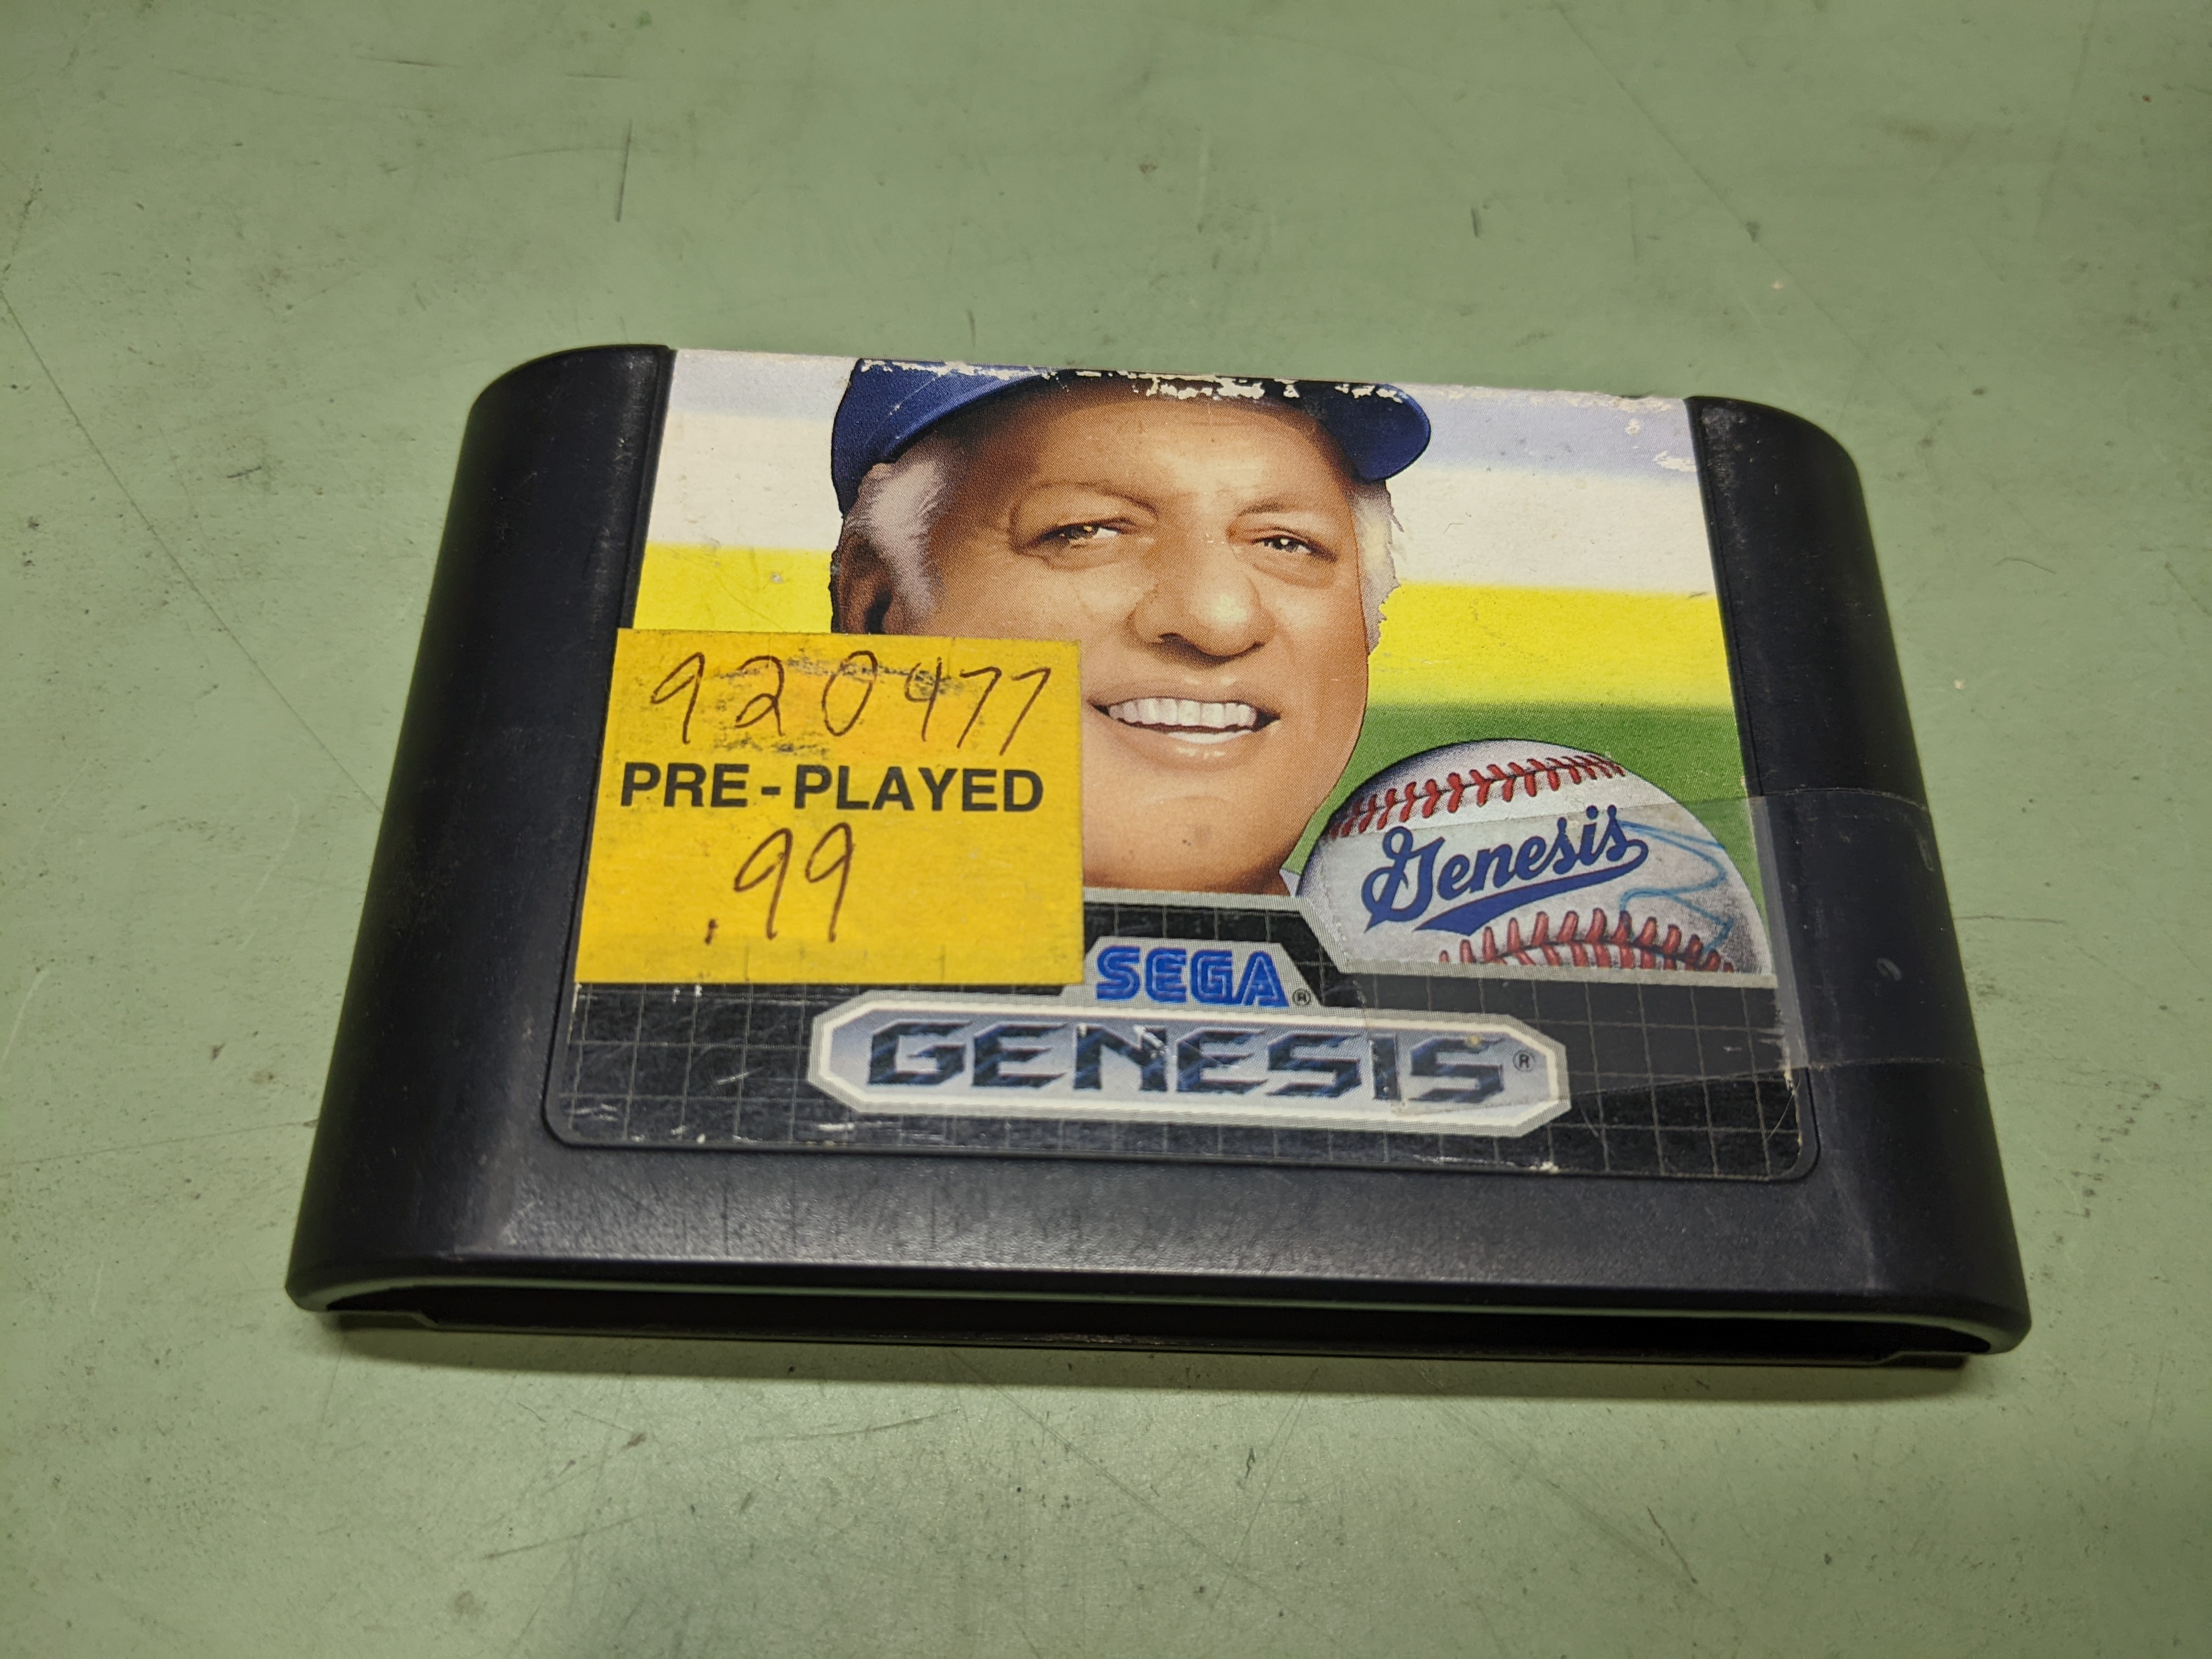 920477
PRE-PLAYED
.99
Genesis
SEGA®
GENESIS®